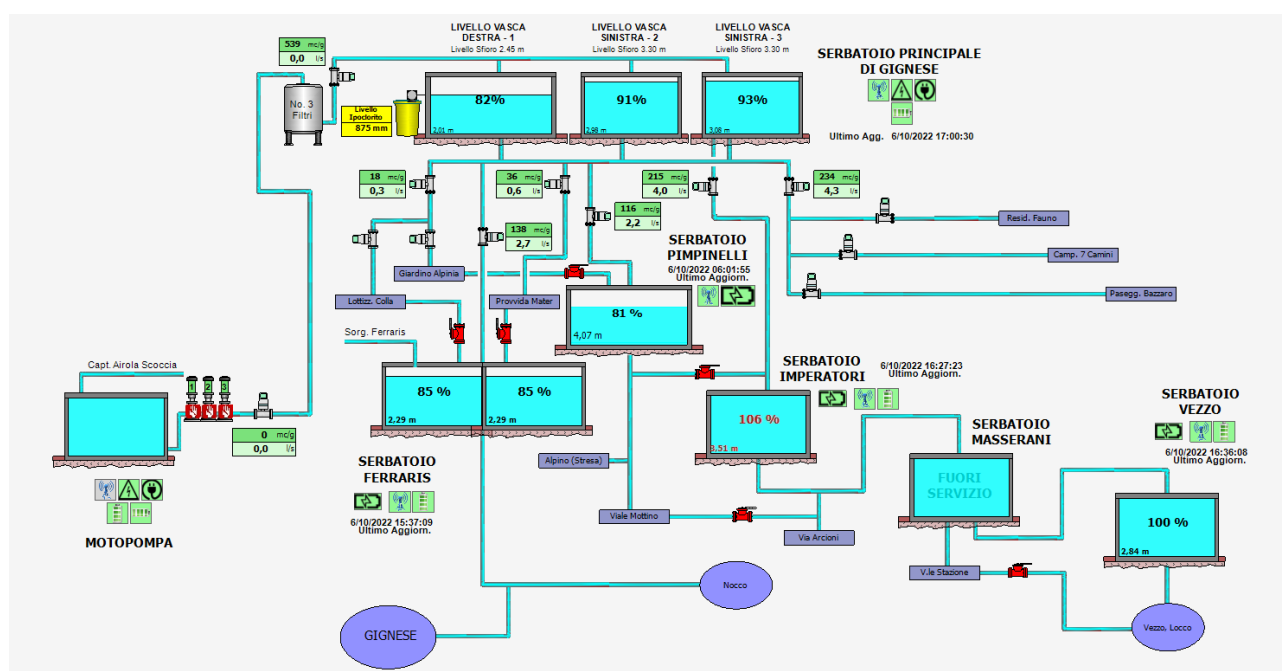 LIVELLO VASCA
DESTRA - 1
Livello Sfioro 2.45 m
LIVELLO VASCA
SINISTRA - 2
Livello Sfioro 3.30 m
LIVELLO VASCA
SINISTRA - 3
Livello Sfioro 3.30 m
539 mc/g
0,0 l/s
SERBATOIO PRINCIPALE
DI GIGNESE
No. 3
Filtri
Livello
Ipoclorito
875 mm
82%
2,01 m
91%
2,98 m
93%
3,08 m
Ultimo Agg. 6/10/2022 17:00:30
18 mc/g
0,3 l/s
36 mc/g
0,6 l/s
215 mc/g
4,0 l/s
234 mc/g
4,3 l/s
116 mc/g
2,2 l/s
138 mc/g
2,7 l/s
Resid. Fauno
Camp. 7 Camini
Pasegg. Bazzaro
SERBATOIO
PIMPINELLI
6/10/2022 06:01:55
Ultimo Aggiorn.
Giardino Alpinia
Lottizz. Colla
Provvida Mater
81 %
4,07 m
Sorg. Ferraris
85 %
2,29 m
85 %
2,29 m
Capt. Airola Scoccia
1
2
3
0 mc/g
0,0 l/s
MOTOPOMPA
SERBATOIO
FERRARIS
6/10/2022 15:37:09
Ultimo Aggiorn.
SERBATOIO
IMPERATORI
6/10/2022 16:27:23
Ultimo Aggiorn.
106 %
3.51 m
SERBATOIO
MASSERANI
FUORI
SERVIZIO
SERBATOIO
VEZZO
6/10/2022 16:36:08
Ultimo Aggiorn.
100 %
2,84 m
Alpino (Stresa)
Viale Mottino
Via Arcioni
V.le Stazione
Nocco
GIGNESE
Vezzo, Locco